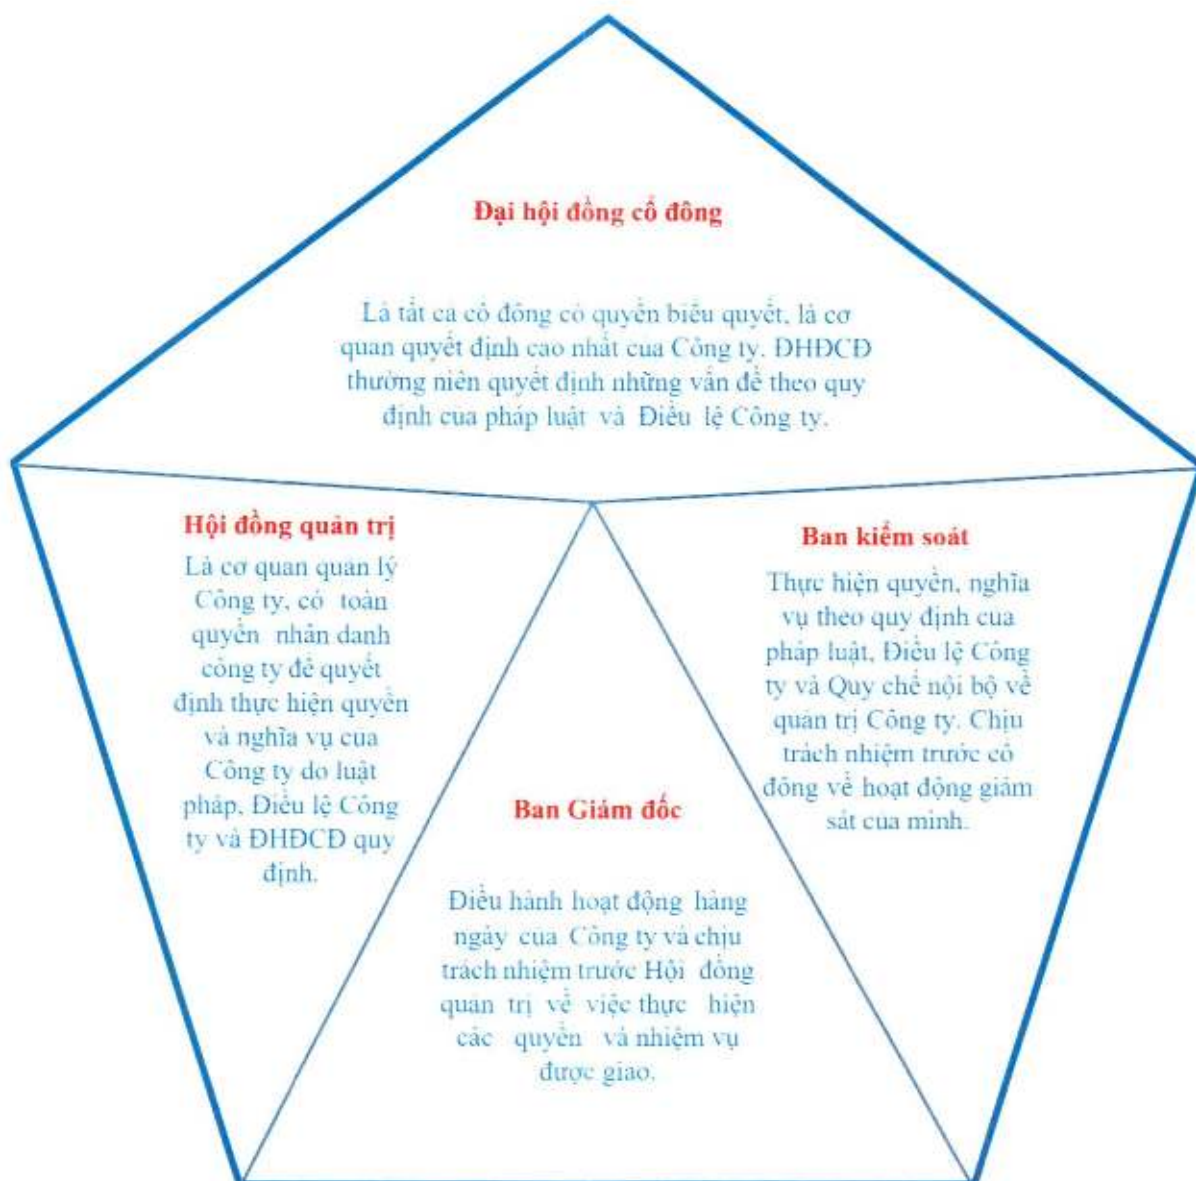 Đại hội đồng cổ đông
Là tất cả cổ đông có quyền biểu quyết, là cơ
quan quyết định cao nhất của Công ty. ĐHĐCĐ
thường niên quyết định những vấn đề theo quy
định của pháp luật và Điều lệ Công ty.
Hội đồng quản trị
Là cơ quan quản lý
Công ty, có toàn
quyền nhân danh
công ty để quyết
định thực hiện quyền
và nghĩa vụ của
Công ty do luật
pháp, Điều lệ Công
ty và ĐHĐCĐ quy
định.
Ban kiểm soát
Thực hiện quyền, nghĩa
vụ theo quy định của
pháp luật, Điều lệ Công
ty và Quy chế nội bộ về
quản trị Công ty. Chịu
trách nhiệm trước cổ
đông về hoạt động giám
sát của mình.
Ban Giám đốc
Điều hành hoạt động hàng
ngày của Công ty và chịu
trách nhiệm trước Hội đồng
quản trị về việc thực hiện
các quyền và nhiệm vụ
được giao.